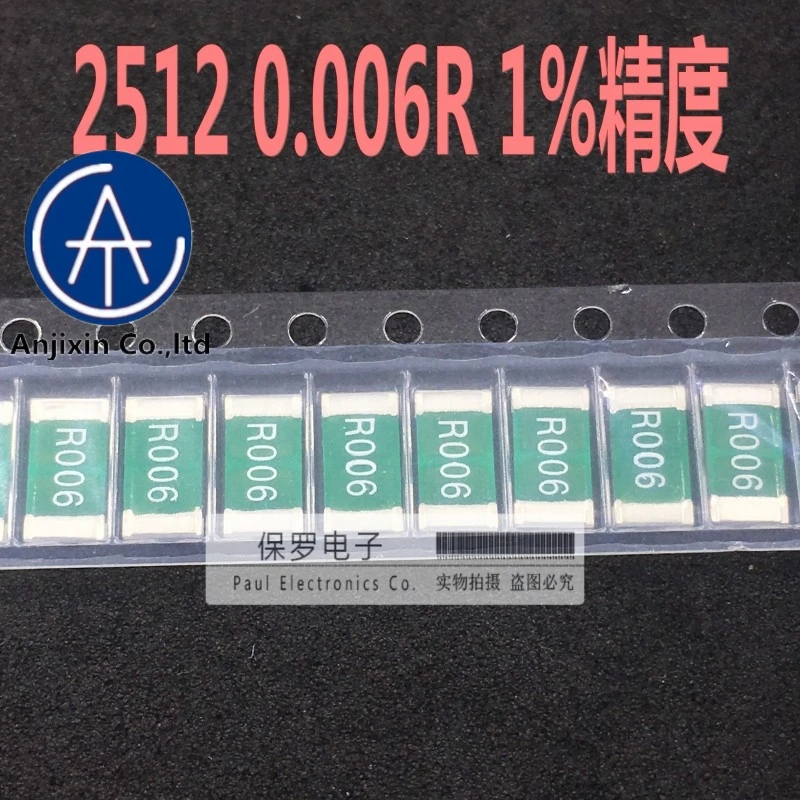 2512 0.006R 1%精度
CAT
Anjixin Co.,ltd
R006 R006 R006 R006 R006 R006 R006 R006
保罗电子
Paul Electronics Co. 实物拍摄 盗图必究